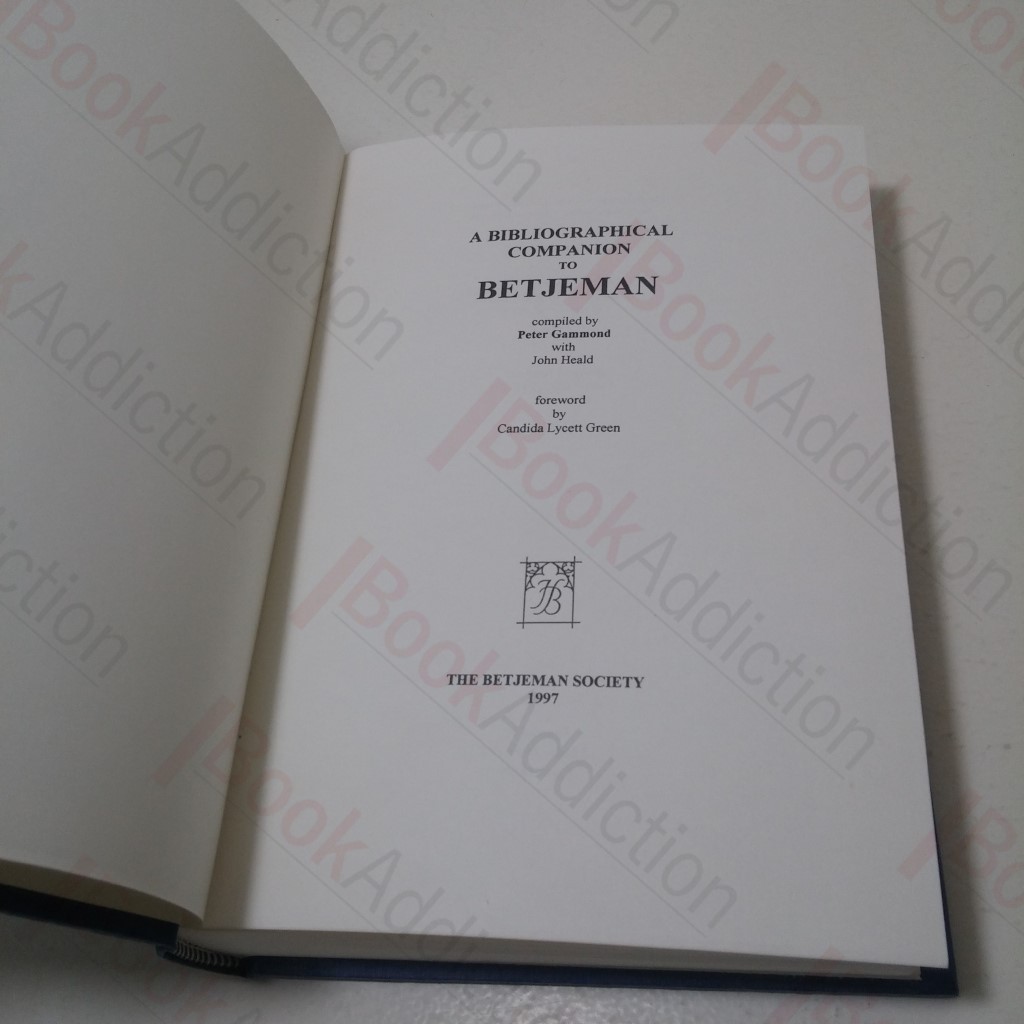 A BIBLIOGRAPHICAL
COMPANION
TO
BETJEMAN
compiled by
Peter Gammond
with
John Heald
foreword
by
Candida Lycett Green
JB
THE BETJEMAN SOCIETY
1997
BookAddiction